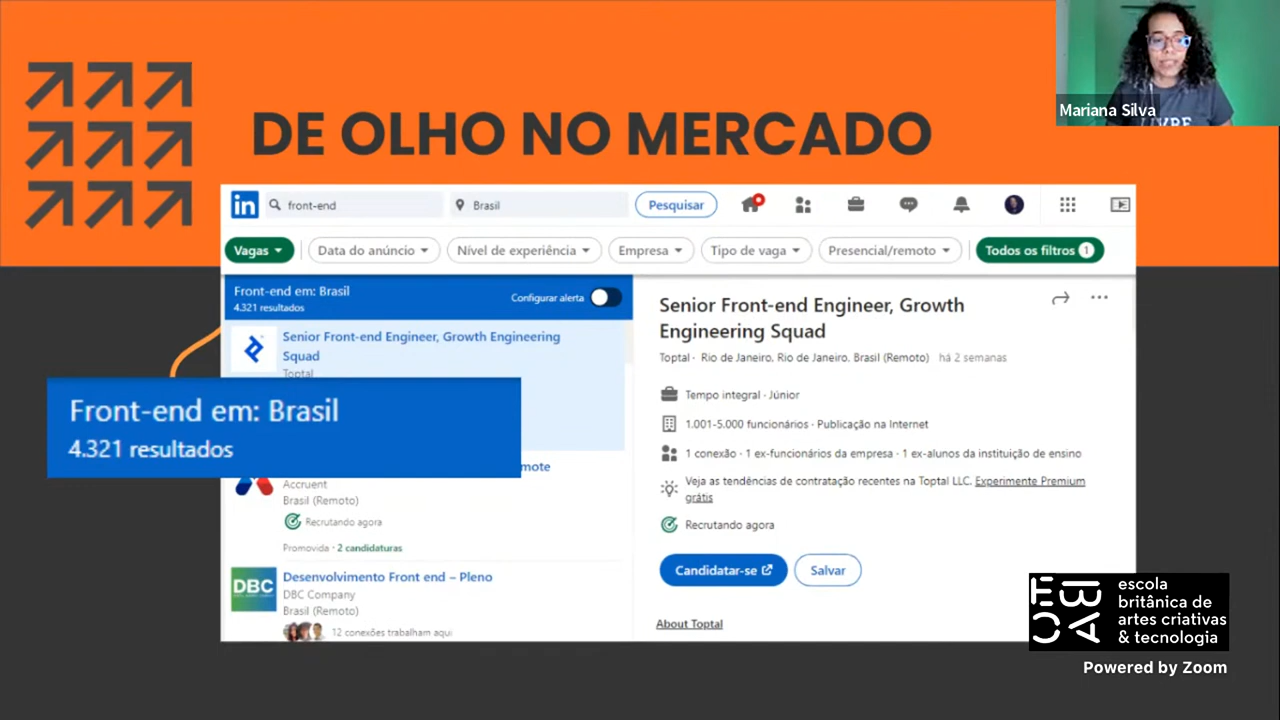 Mariana Silva
DE OLHO NO MERCADO
in
front-end
Brasil
Pesquisar
Vagas
Data do anúncio
Nível de experiência
Empresa
Tipo de vaga
Presencial/remoto
Todos os filtros 1
Front-end em: Brasil
4.321 resultados
Configurar alerta
Senior Front-end Engineer, Growth Engineering
Squad
Toptal
Front-end em: Brasil
4.321 resultados
mote
Accruent
Brasil (Remoto)
Recrutando agora
Promovida · 2 candidaturas
DBC
Desenvolvimento Front end – Pleno
DBC Company
Brasil (Remoto)
12 conexões trabalham aqui
Senior Front-end Engineer, Growth
Engineering Squad
Toptal · Rio de Janeiro, Rio de Janeiro, Brasil (Remoto) há 2 semanas
Tempo integral · Júnior
1.001-5.000 funcionários · Publicação na Internet
1 conexão · 1 ex-funcionários da empresa · 1 ex-alunos da instituição de ensino
Veja as tendências de contratação recentes na Toptal LLC. Experimente Premium
grátis
Recrutando agora
Candidatar-se
Salvar
About Toptal
EBAC
escola
britânica de
artes criativas
& tecnologia
Powered by Zoom